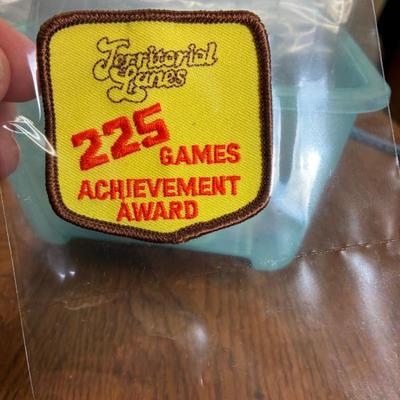 Territorial
Lanes
225 GAMES
ACHIEVEMENT
AWARD